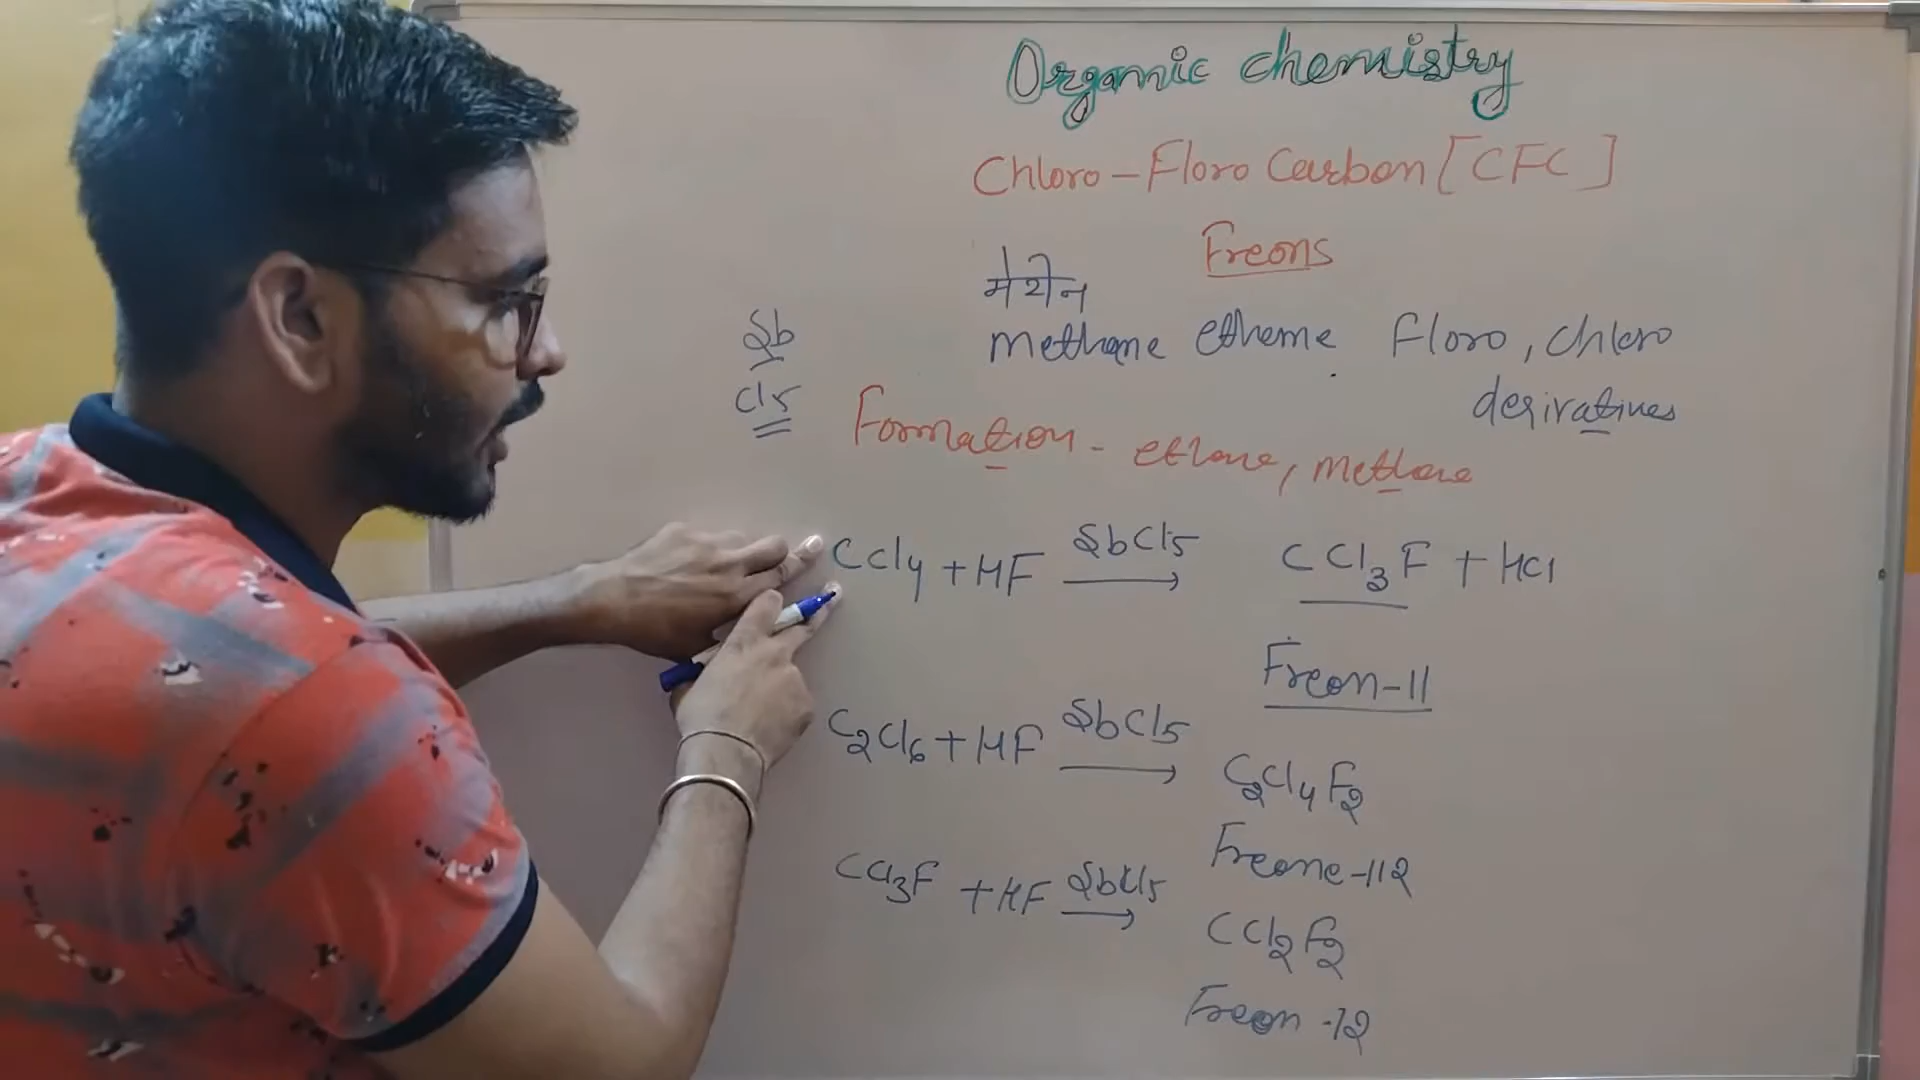 Organic chemistry
Chloro-Floro Carbon [CFC]
Freons
मेथेन
methane etheme Floro, chloro
derivatives
Sb
Cl5
Formation - ethane, methane
CCl4 + HF SbCl5 → CCl3F + HCl
Freon-11
C2Cl6 + HF SbCl5 → C2Cl4F2
Freone-112
CCl3F + HF SbCl5 → CCl2F2
Freon-12